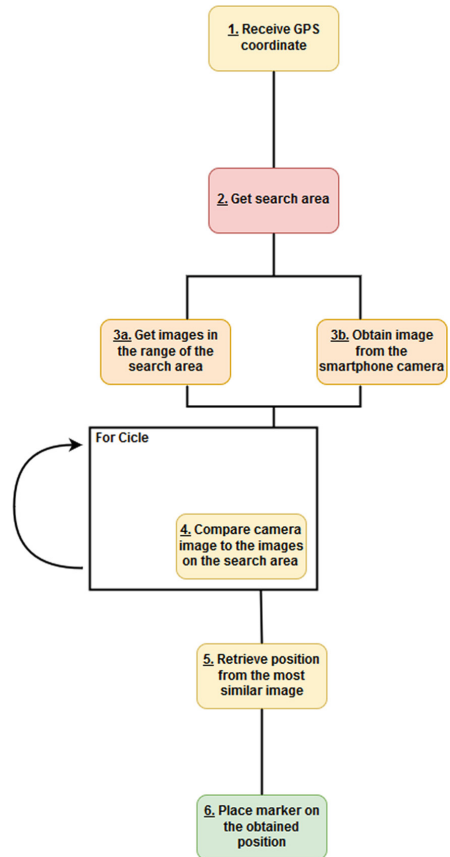 1. Receive GPS
coordinate
2. Get search area
3a. Get images in
the range of the
search area
3b. Obtain image
from the
smartphone camera
For Cicle
4. Compare camera
image to the images
on the search area
5. Retrieve position
from the most
similar image
6. Place marker on
the obtained
position